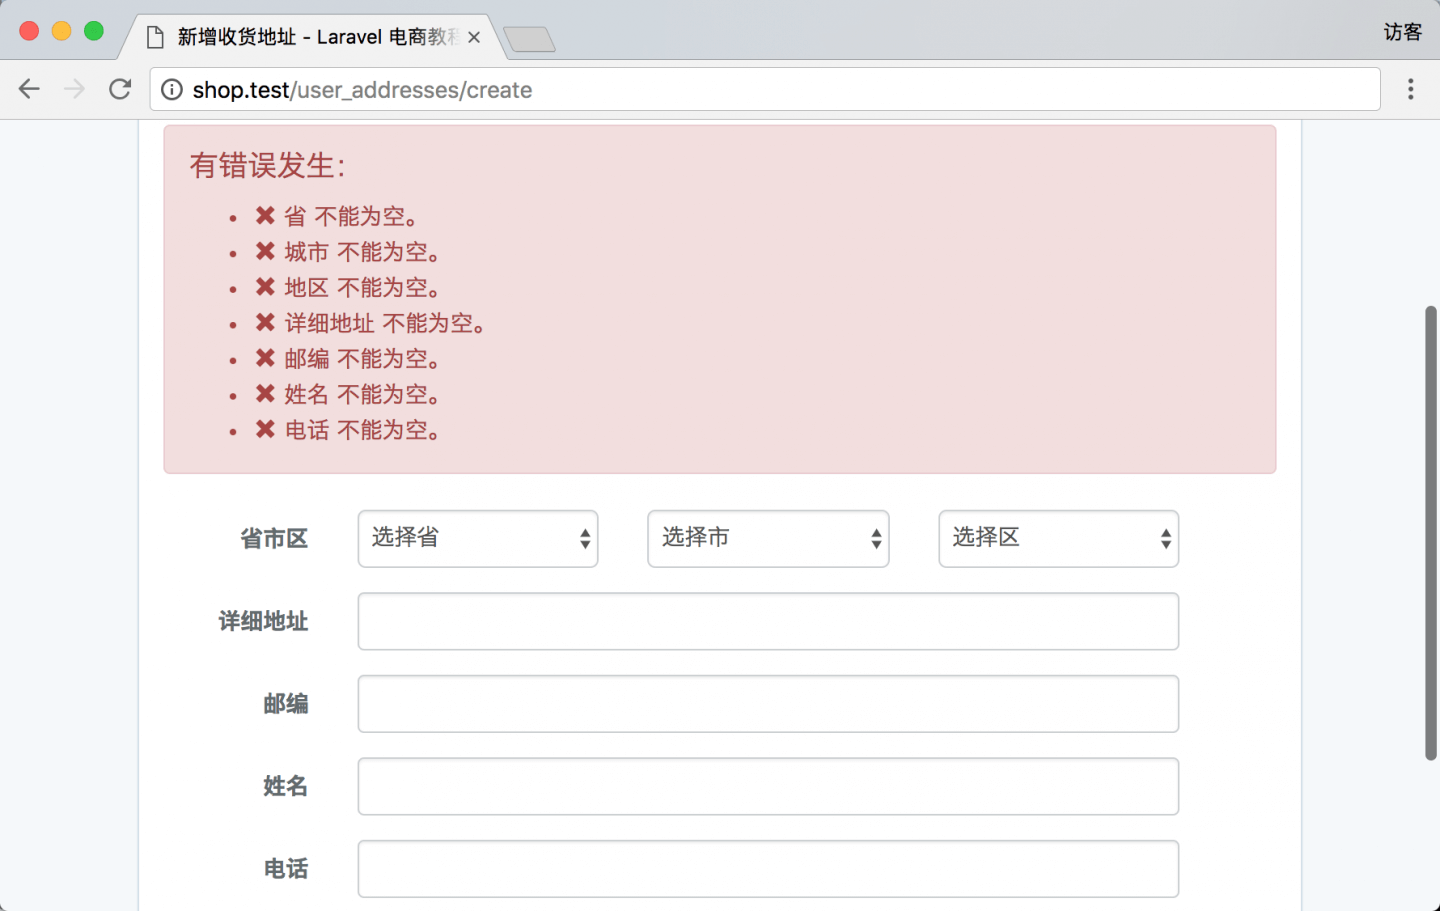 新增收货地址 - Laravel 电商教程
访客
shop.test/user_addresses/create
有错误发生：
省 不能为空。
城市 不能为空。
地区 不能为空。
详细地址 不能为空。
邮编 不能为空。
姓名 不能为空。
电话 不能为空。
省市区 选择省 选择市 选择区
详细地址
邮编
姓名
电话